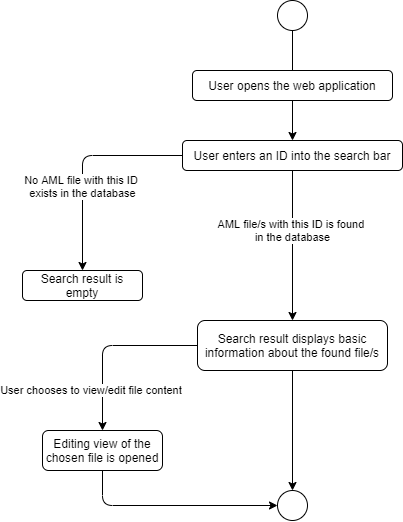 User opens the web application
User enters an ID into the search bar
No AML file with this ID
exists in the database
AML file/s with this ID is found
in the database
Search result is
empty
Search result displays basic
information about the found file/s
User chooses to view/edit file content
Editing view of the
chosen file is opened